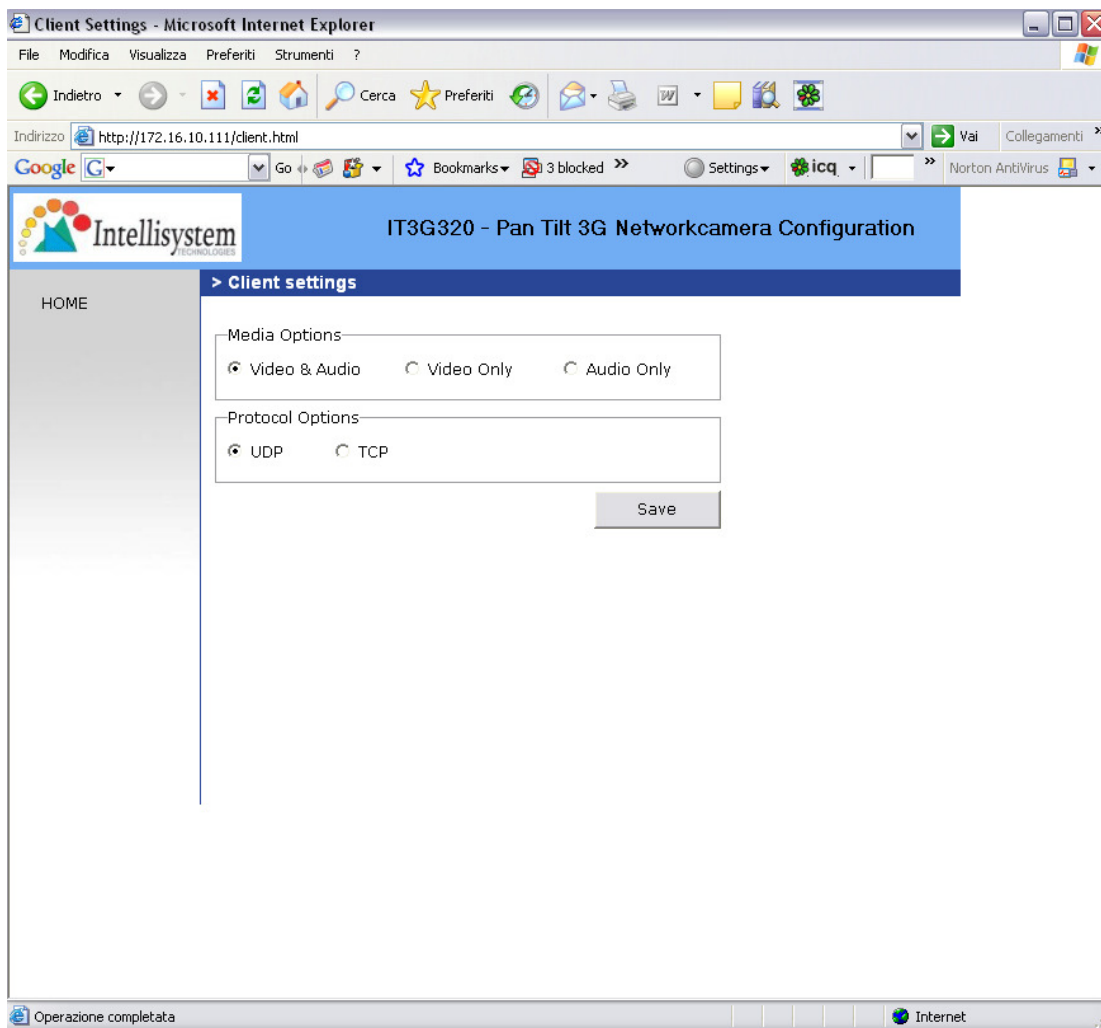 Client Settings - Microsoft Internet Explorer
File Modifica Visualizza Preferiti Strumenti ?
Indietro Cerca Preferiti W
Indirizzo http://172.16.10.111/client.html Vai Collegamenti »
Google G Go Bookmarks 3 blocked » Settings icq » Norton AntiVirus
Intellisystem
TECHNOLOGIES
IT3G320 - Pan Tilt 3G Networkcamera Configuration
> Client settings
HOME
Media Options
Video & Audio Video Only Audio Only
Protocol Options
UDP TCP
Save
Operazione completata Internet